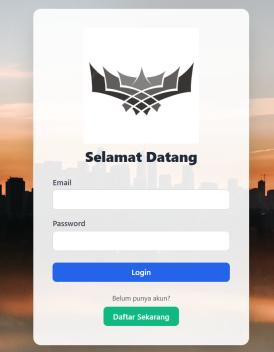 Selamat Datang
Email
Password
Login
Belum punya akun?
Daftar Sekarang